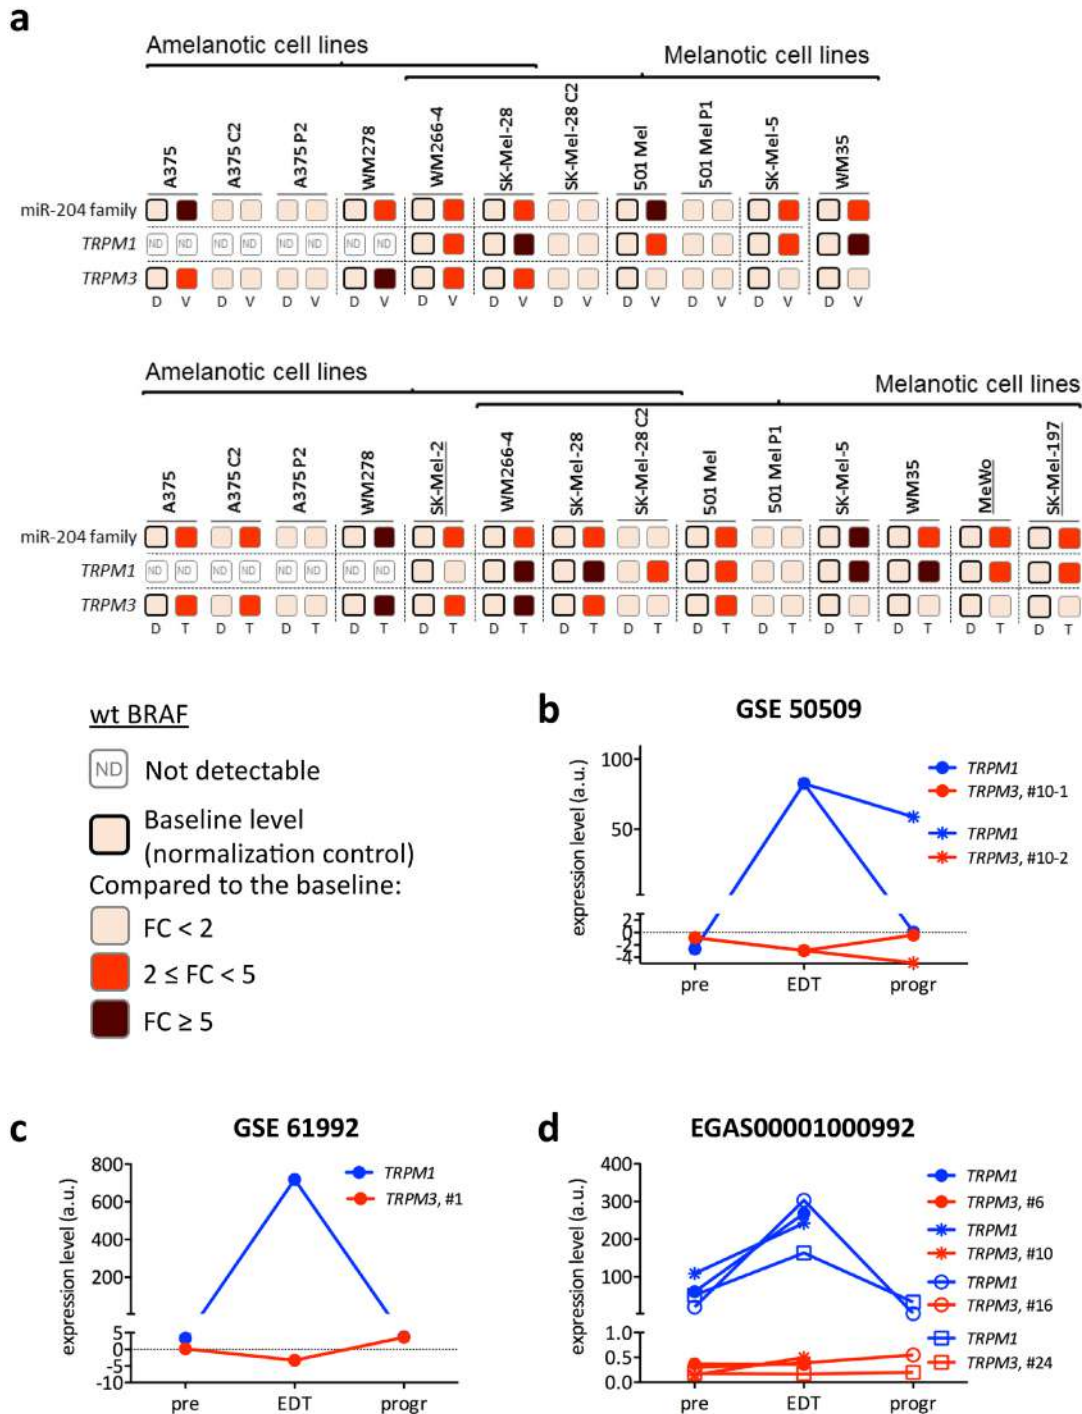 a
Amelanotic cell lines
Melanotic cell lines
A375
A375 C2
A375 P2
WM278
WM266-4
SK-Mel-28
SK-Mel-28 C2
501 Mel
501 Mel P1
SK-Mel-5
WM35
miR-204 family
TRPM1
ND ND ND ND ND ND ND ND
TRPM3
D V D V D V D V D V D V D V D V D V D V D V
Amelanotic cell lines
Melanotic cell lines
A375
A375 C2
A375 P2
WM278
SK-Mel-2
WM266-4
SK-Mel-28
SK-Mel-28 C2
501 Mel
501 Mel P1
SK-Mel-5
WM35
MeWo
SK-Mel-197
miR-204 family
TRPM1
ND ND ND ND ND ND ND ND
TRPM3
D T D T D T D T D T D T D T D T D T D T D T D T D T D T
wt BRAF
ND Not detectable
Baseline level
(normalization control)
Compared to the baseline:
FC < 2
2 ≤ FC < 5
FC ≥ 5
b
GSE 50509
expression level (a.u.)
100
50
2
0
-2
-4
pre EDT progr
TRPM1
TRPM3, #10-1
TRPM1
TRPM3, #10-2
c
GSE 61992
expression level (a.u.)
800
600
400
200
5
0
-5
-10
pre EDT progr
TRPM1
TRPM3, #1
d
EGAS00001000992
expression level (a.u.)
400
300
200
100
1.0
0.5
0.0
pre EDT progr
TRPM1
TRPM3, #6
TRPM1
TRPM3, #10
TRPM1
TRPM3, #16
TRPM1
TRPM3, #24